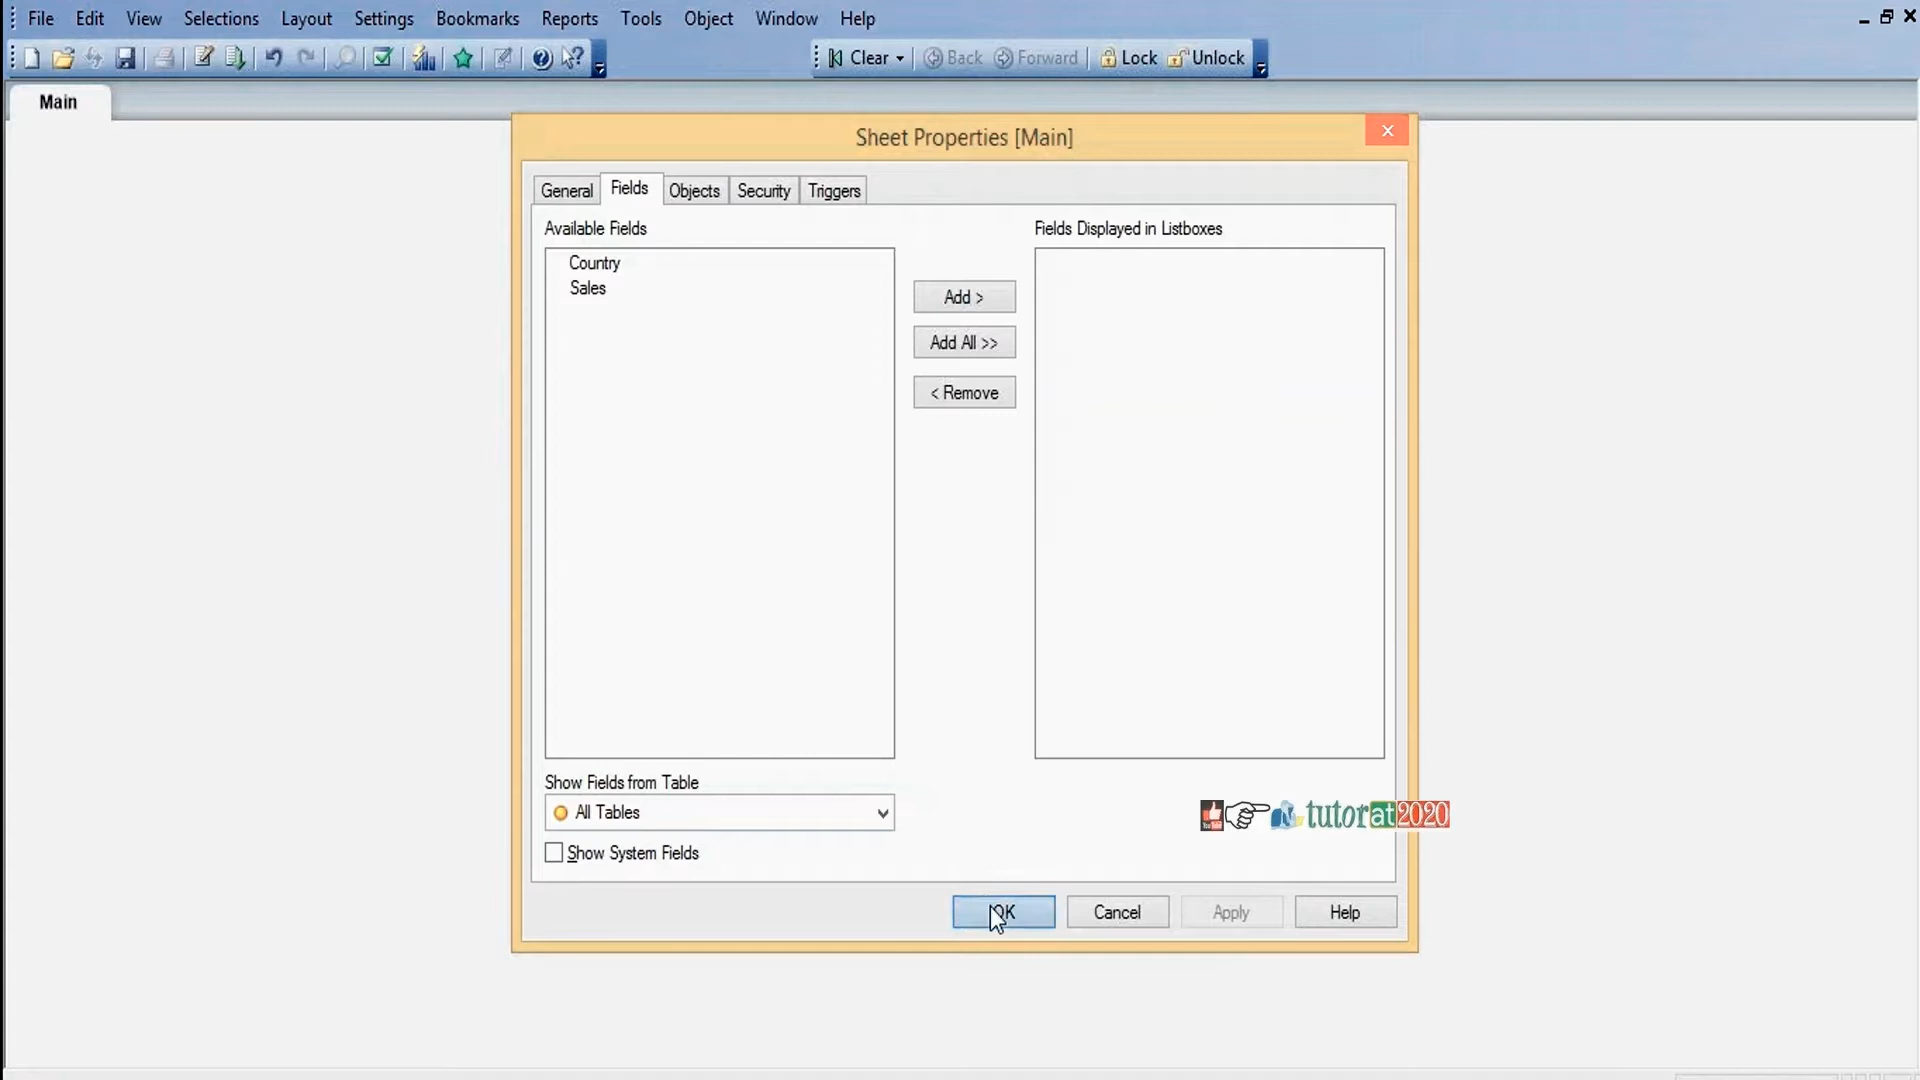 File Edit View Selections Layout Settings Bookmarks Reports Tools Object Window Help
Clear Back Forward Lock Unlock
Main
Sheet Properties [Main]
General Fields Objects Security Triggers
Available Fields
Fields Displayed in Listboxes
Country
Sales
Add >
Add All >>
< Remove
Show Fields from Table
All Tables
tutorat2020
Show System Fields
OK Cancel Apply Help